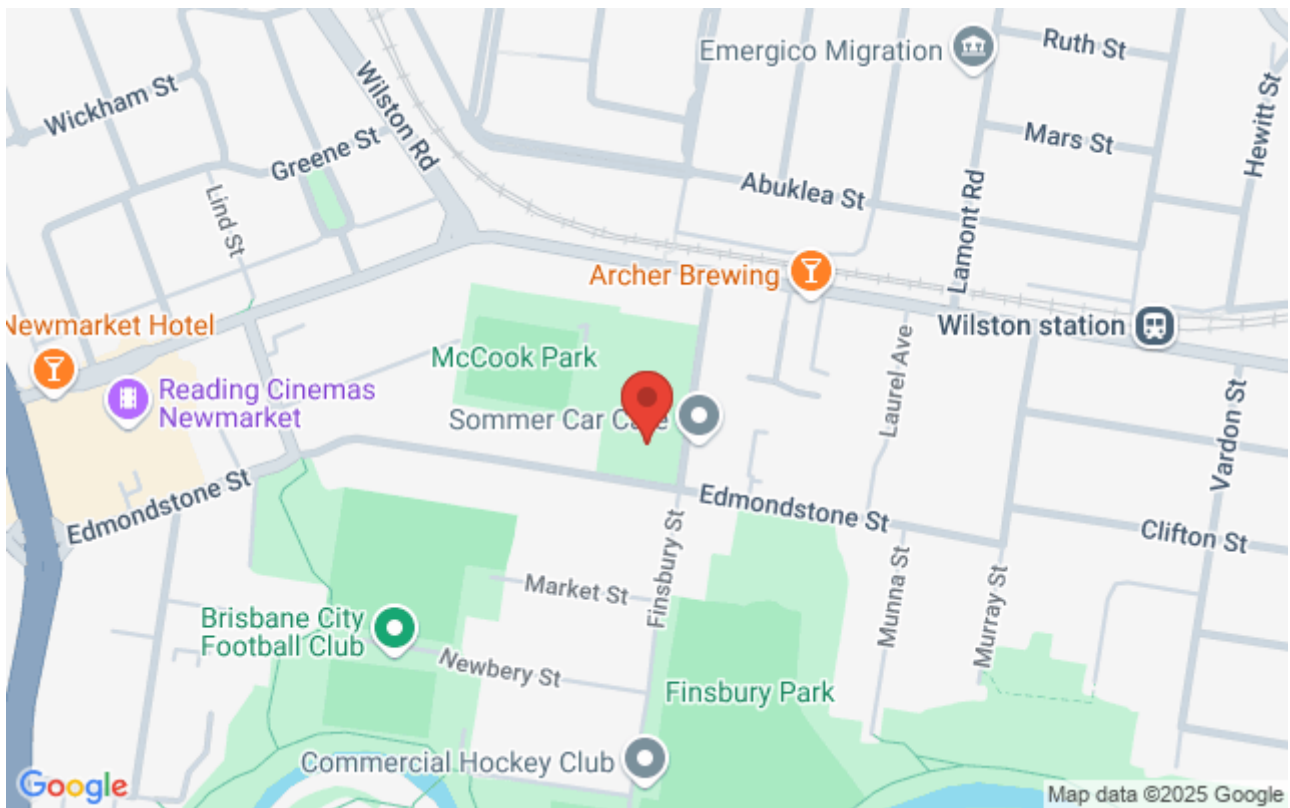 Emergico Migration
Ruth St
Wickham St
Wilston Rd
Hewitt St
Mars St
Greene St
Abuklea St
Lind St
Lamont Rd
Archer Brewing
Newmarket Hotel
Wilston station
McCook Park
Laurel Ave
Reading Cinemas
Newmarket
Sommer Car Care
Vardon St
Edmondstone St
Edmondstone St
Clifton St
Finsbury St
Market St
Munna St
Murray St
Brisbane City
Football Club
Newbery St
Finsbury Park
Commercial Hockey Club
Google
Map data ©2025 Google